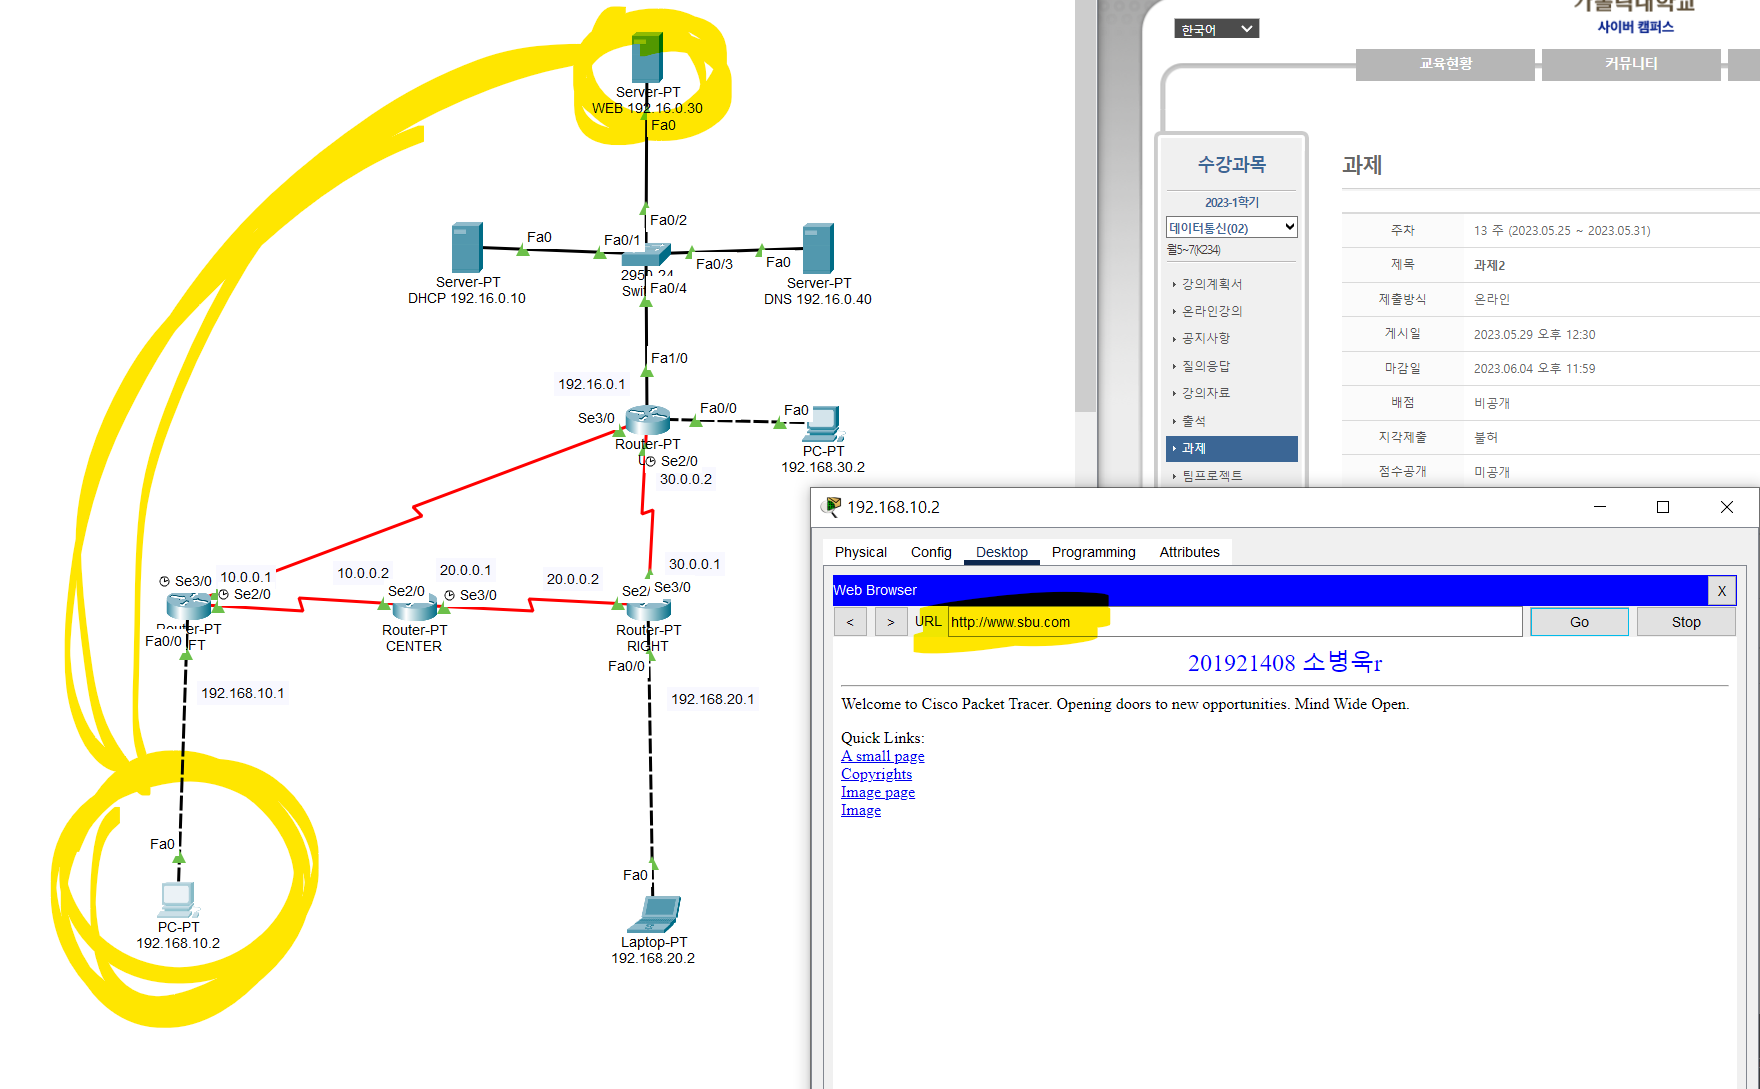 Server-PT
WEB 192.16.0.30
Fa0
Fa0/2
Fa0
Fa0/1
Fa0/3
Fa0
Server-PT
DHCP 192.16.0.10
Fa0/4
Server-PT
DNS 192.16.0.40
Fa1/0
192.16.0.1
Se3/0
Fa0/0
Fa0
Router-PT
Se2/0
30.0.0.2
PC-PT
192.168.30.2
Se3/0
10.0.0.1
Se2/0
10.0.0.2
Se2/0
20.0.0.1
Se3/0
20.0.0.2
30.0.0.1
Se3/0
Fa0/0
Router-PT
CENTER
Router-PT
RIGHT
Fa0/0
192.168.10.1
192.168.20.1
Fa0
PC-PT
192.168.10.2
Fa0
Laptop-PT
192.168.20.2
한국어
사이버 캠퍼스
교육현황
커뮤니티
수강과목
2023-1학기
데이터통신(02)
월5~7(K234)
강의계획서
온라인강의
공지사항
질의응답
강의자료
출석
과제
팀프로젝트
과제
주차 13 주 (2023.05.25 ~ 2023.05.31)
제목 과제2
제출방식 온라인
게시일 2023.05.29 오후 12:30
마감일 2023.06.04 오후 11:59
배점 비공개
지각제출 불허
점수공개 미공개
192.168.10.2
Physical Config Desktop Programming Attributes
Web Browser X
< > URL http://www.sbu.com Go Stop
201921408 소병욱r
Welcome to Cisco Packet Tracer. Opening doors to new opportunities. Mind Wide Open.
Quick Links:
A small page
Copyrights
Image page
Image